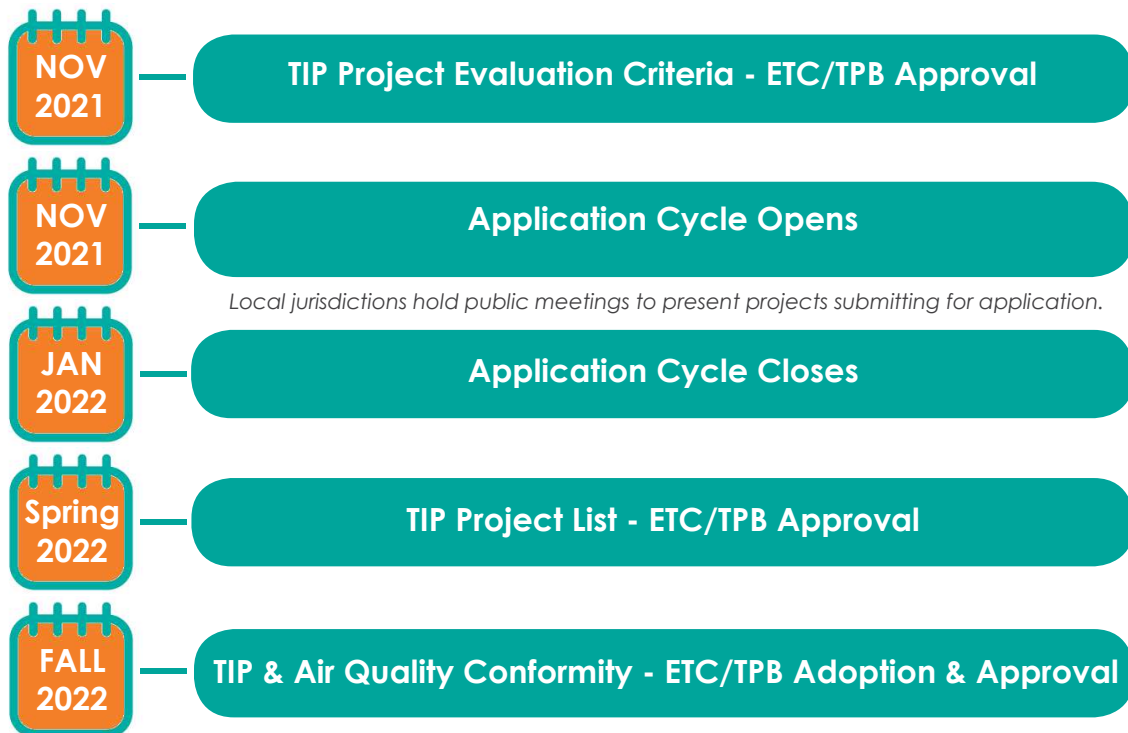 NOV
2021
TIP Project Evaluation Criteria - ETC/TPB Approval
NOV
2021
Application Cycle Opens
Local jurisdictions hold public meetings to present projects submitting for application.
JAN
2022
Application Cycle Closes
Spring
2022
TIP Project List - ETC/TPB Approval
FALL
2022
TIP & Air Quality Conformity - ETC/TPB Adoption & Approval